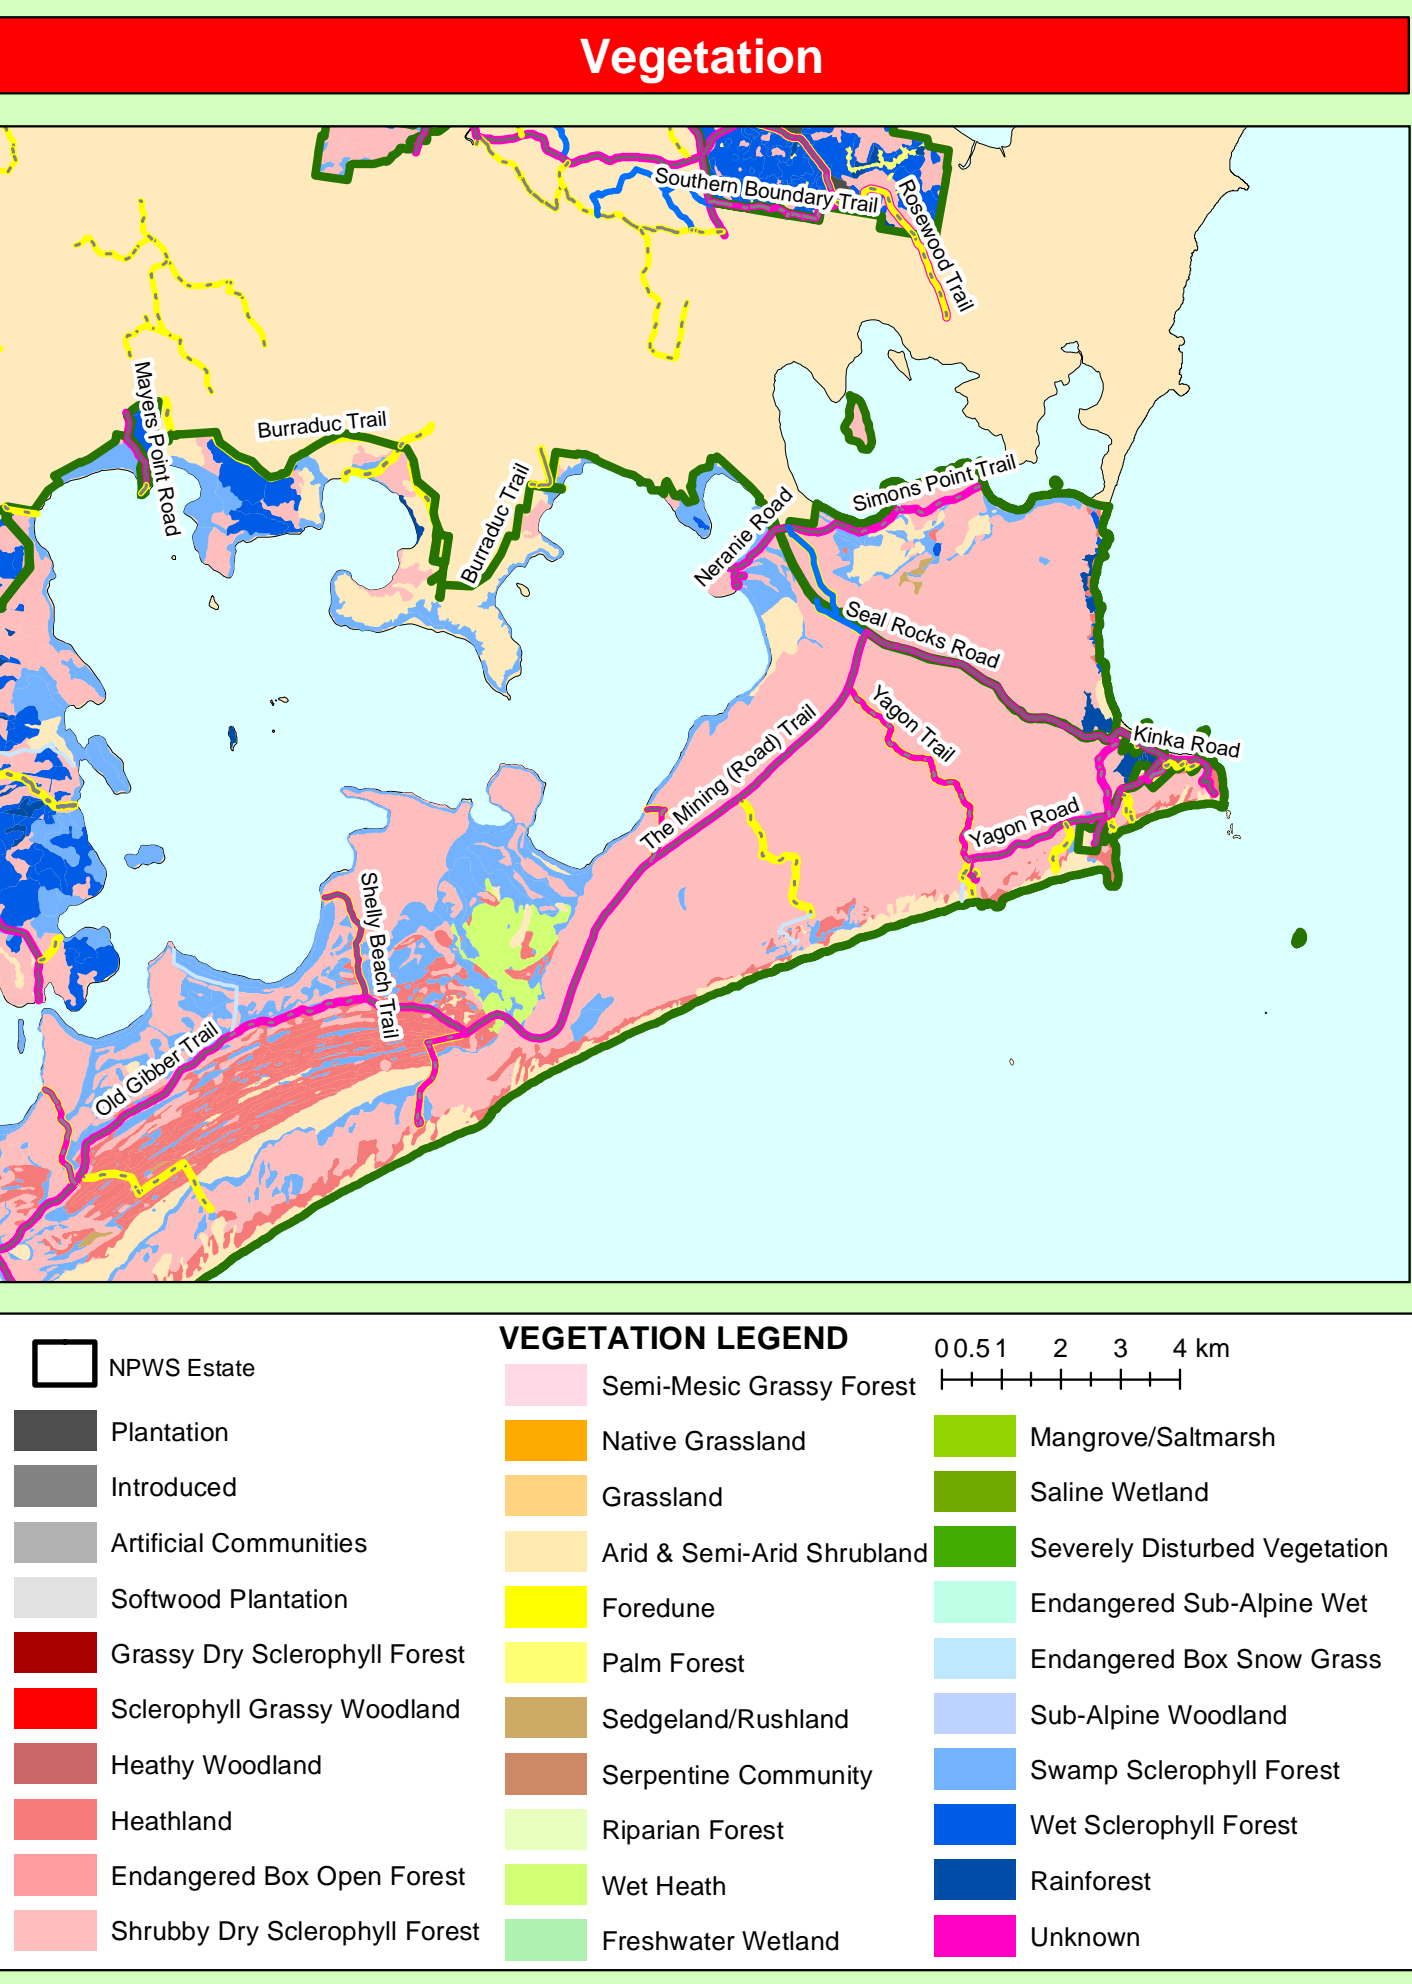 Vegetation
Southern Boundary Trail
Rosewood Trail
Mayers Point Road
Burraduc Trail
Burraduc Trail
Simons Point Trail
Neranie Road
Seal Rocks Road
Yagon Trail
Kinka Road
The Mining (Road) Trail
Yagon Road
Shelly Beach Trail
Old Gibber Trail
VEGETATION LEGEND
NPWS Estate
Plantation
Introduced
Artificial Communities
Softwood Plantation
Grassy Dry Sclerophyll Forest
Sclerophyll Grassy Woodland
Heathy Woodland
Heathland
Endangered Box Open Forest
Shrubby Dry Sclerophyll Forest
Semi-Mesic Grassy Forest
Native Grassland
Grassland
Arid & Semi-Arid Shrubland
Foredune
Palm Forest
Sedgeland/Rushland
Serpentine Community
Riparian Forest
Wet Heath
Freshwater Wetland
0 0.5 1 2 3 4 km
Mangrove/Saltmarsh
Saline Wetland
Severely Disturbed Vegetation
Endangered Sub-Alpine Wet
Endangered Box Snow Grass
Sub-Alpine Woodland
Swamp Sclerophyll Forest
Wet Sclerophyll Forest
Rainforest
Unknown